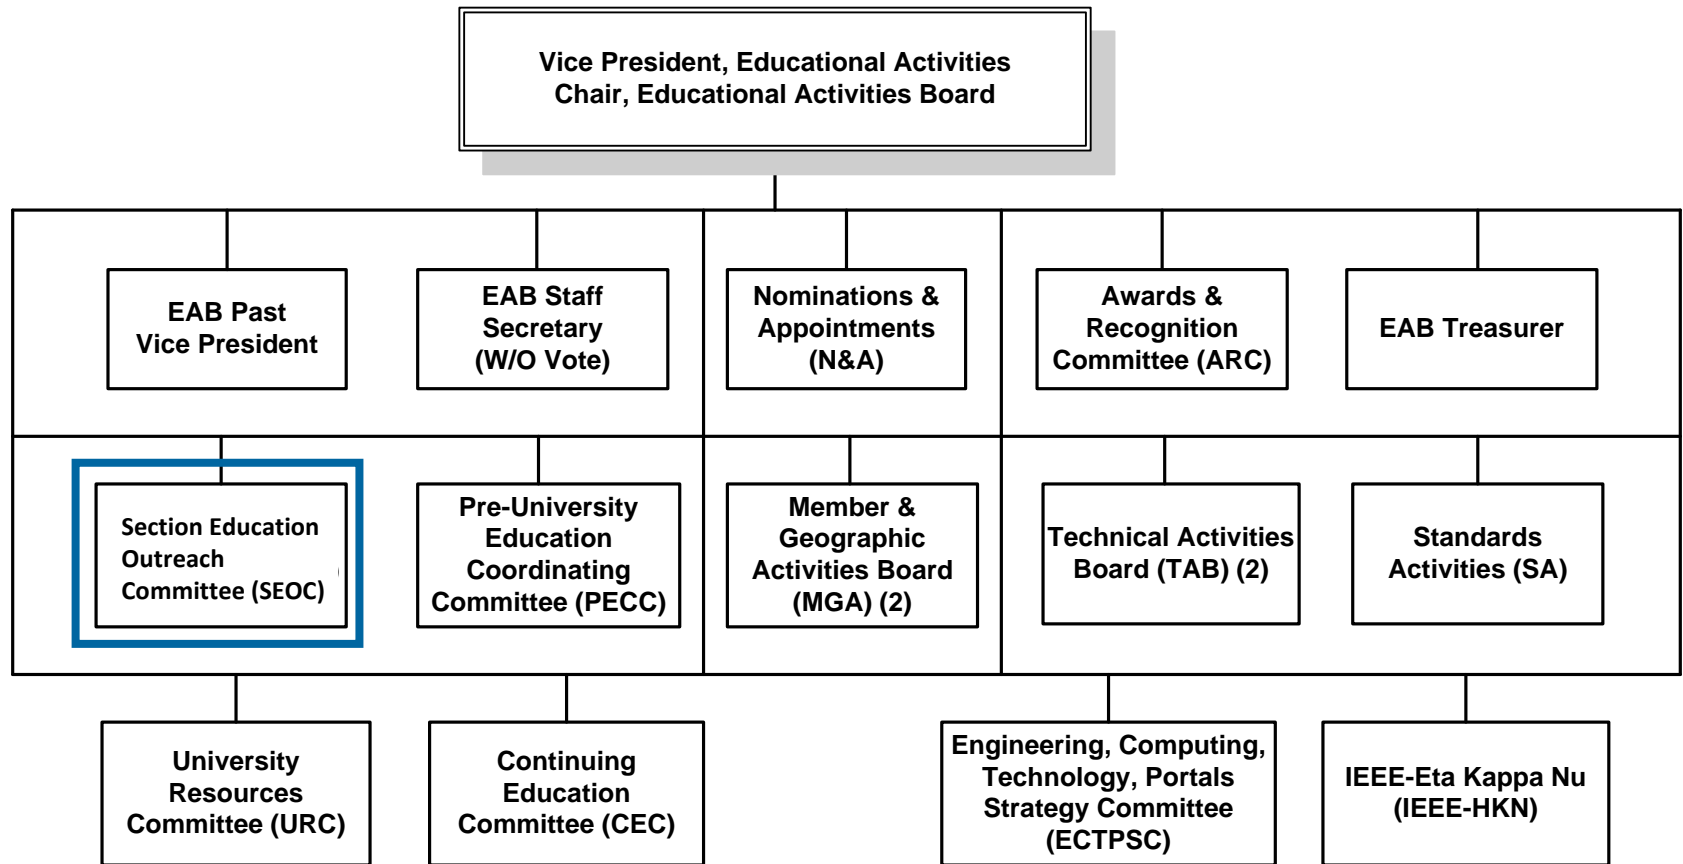 Vice President, Educational Activities
Chair, Educational Activities Board
EAB Past
Vice President
EAB Staff
Secretary
(W/O Vote)
Nominations &
Appointments
(N&A)
Awards &
Recognition
Committee (ARC)
EAB Treasurer
Section Education
Outreach
Committee (SEOC)
Pre-University
Education
Coordinating
Committee (PECC)
Member &
Geographic
Activities Board
(MGA) (2)
Technical Activities
Board (TAB) (2)
Standards
Activities (SA)
University
Resources
Committee (URC)
Continuing
Education
Committee (CEC)
Engineering, Computing,
Technology, Portals
Strategy Committee
(ECTPSC)
IEEE-Eta Kappa Nu
(IEEE-HKN)